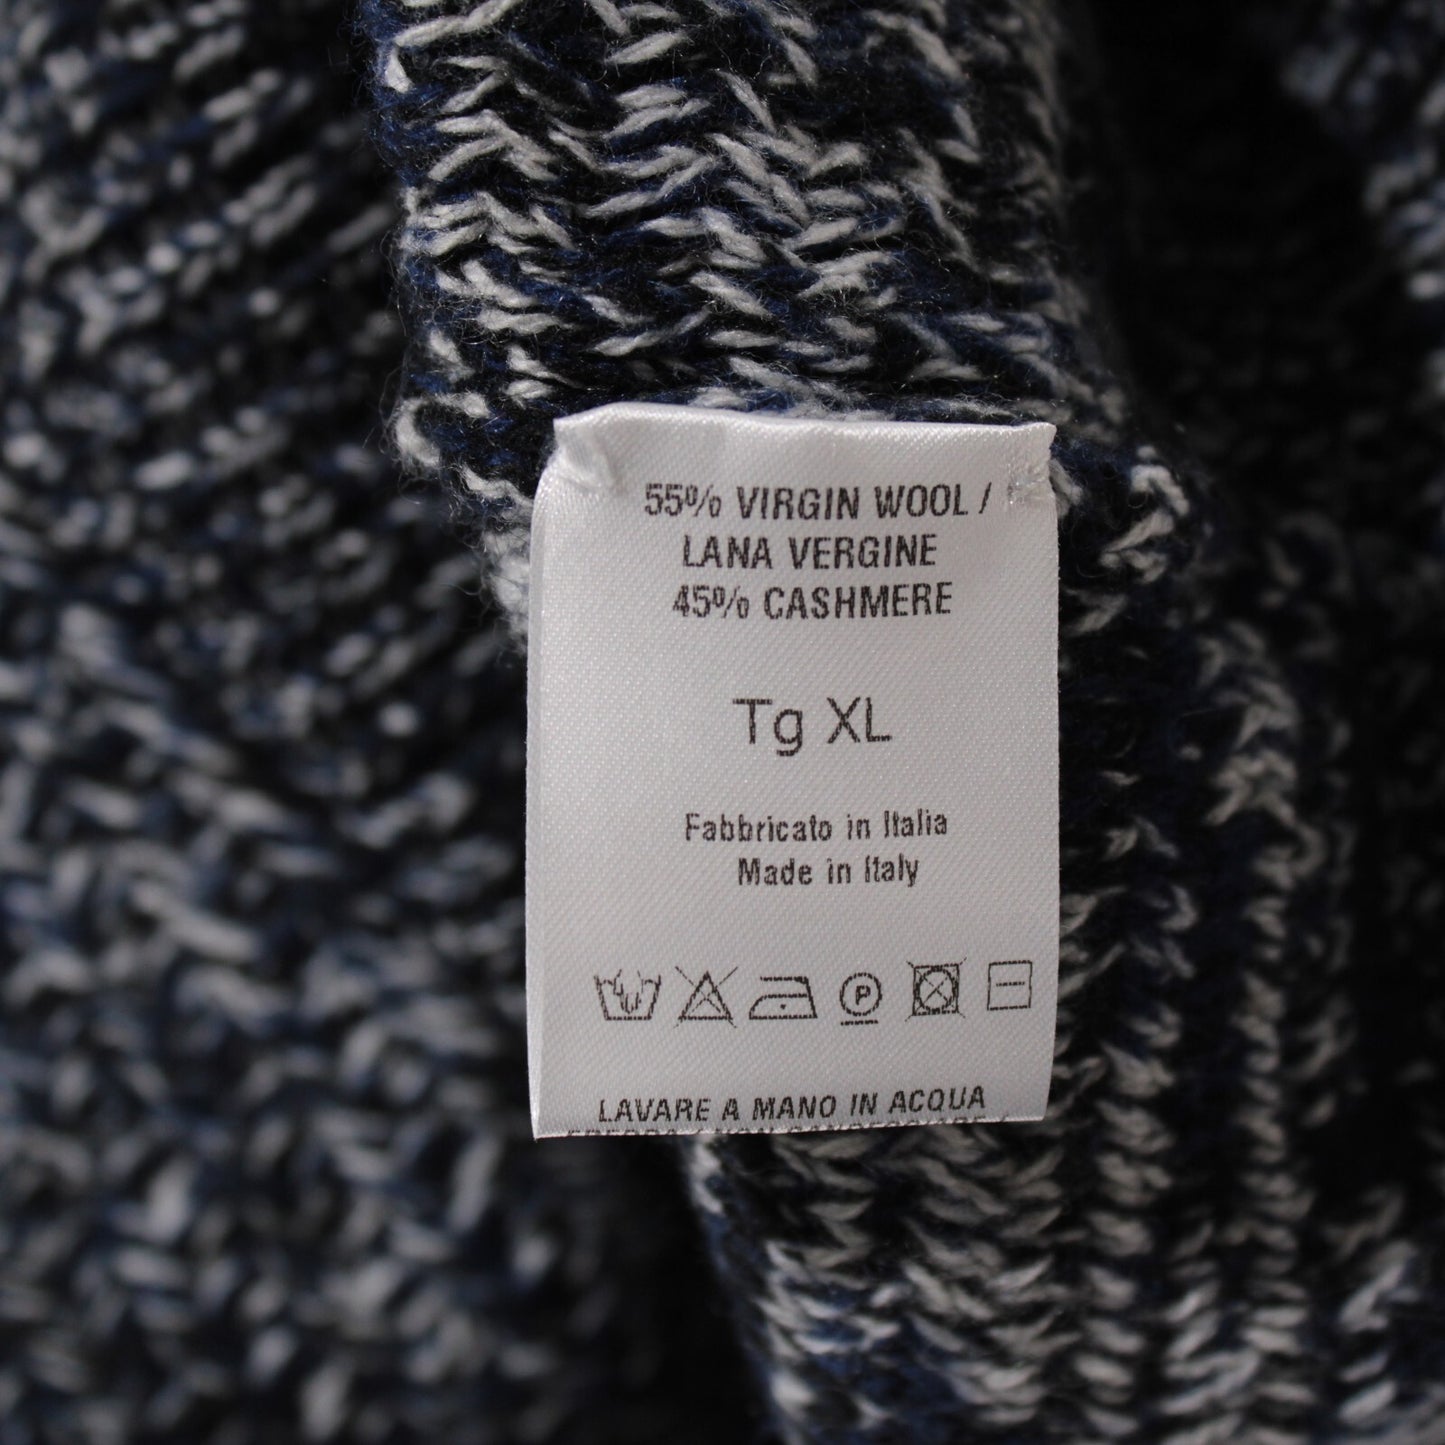 55% VIRGIN WOOL /
LANA VERGINE
45% CASHMERE
Tg XL
Fabbricato in Italia
Made in Italy
P
LAVARE A MANO IN ACQUA